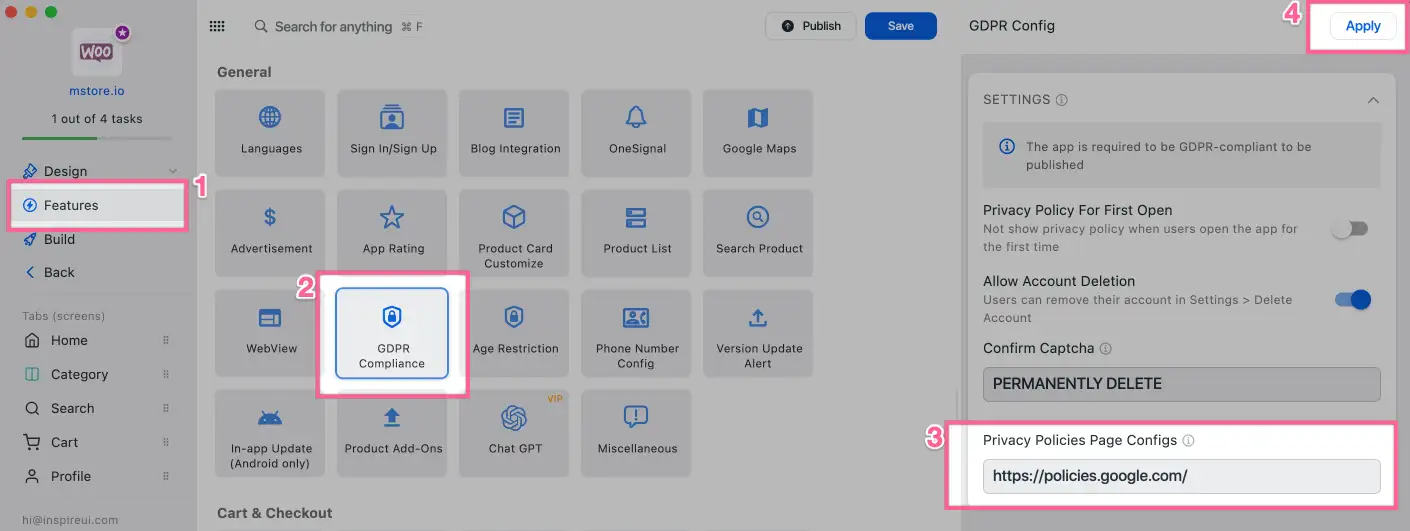 WOO
mstore.io
1 out of 4 tasks
Design
1
Features
Build
Back
Tabs (screens)
Home
Category
Search
Cart
Profile
hi@inspireui.com
Search for anything ⌘ F
Publish
Save
General
Languages
Sign In/Sign Up
Blog Integration
OneSignal
Google Maps
Advertisement
App Rating
Product Card
Customize
Product List
Search Product
2
WebView
GDPR
Compliance
Age Restriction
Phone Number
Config
Version Update
Alert
In-app Update
(Android only)
Product Add-Ons
VIP
Chat GPT
Miscellaneous
Cart & Checkout
GDPR Config
4
Apply
SETTINGS
The app is required to be GDPR-compliant to be
published
Privacy Policy For First Open
Not show privacy policy when users open the app for
the first time
Allow Account Deletion
Users can remove their account in Settings > Delete
Account
Confirm Captcha
PERMANENTLY DELETE
3
Privacy Policies Page Configs
https://policies.google.com/